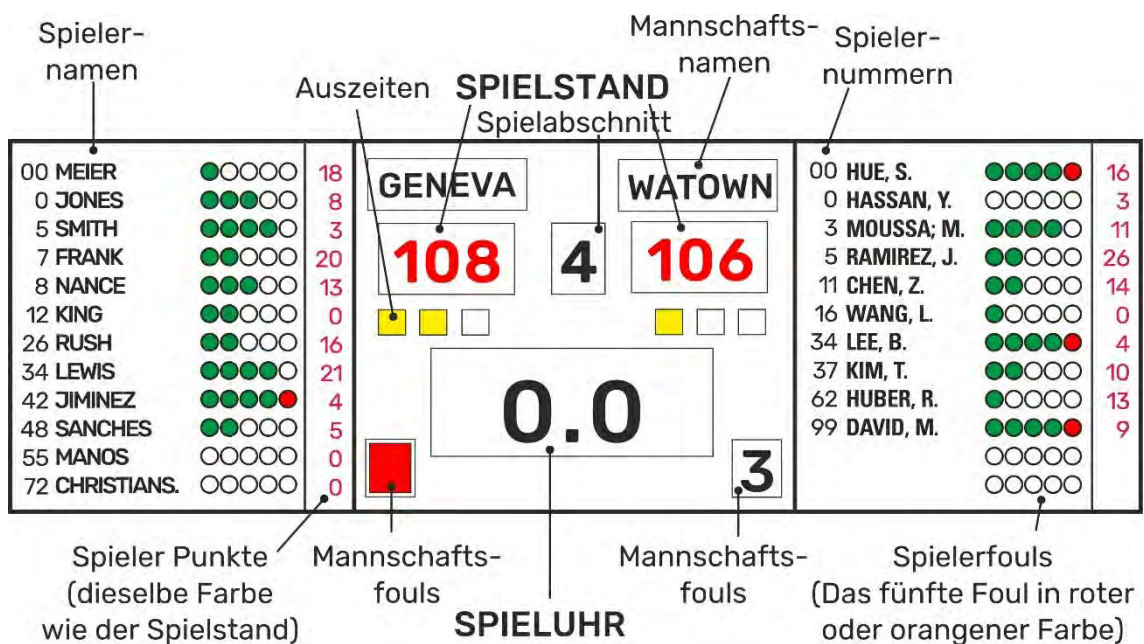 Spieler-
namen
Auszeiten
SPIELSTAND
Spielabschnitt
Mannschafts-
namen
Spieler-
nummern
00 MEIER 18
0 JONES 8
5 SMITH 3
7 FRANK 20
8 NANCE 13
12 KING 0
26 RUSH 16
34 LEWIS 21
42 JIMINEZ 4
48 SANCHES 5
55 MANOS 0
72 CHRISTIANS. 0
GENEVA
WATOWN
108
4
106
0.0
3
00 HUE, S. 16
0 HASSAN, Y. 3
3 MOUSSA; M. 11
5 RAMIREZ, J. 26
11 CHEN, Z. 14
16 WANG, L. 0
34 LEE, B. 4
37 KIM, T. 10
62 HUBER, R. 13
99 DAVID, M. 9
Spieler Punkte
(dieselbe Farbe
wie der Spielstand)
Mannschafts-
fouls
SPIELUHR
Mannschafts-
fouls
Spielerfouls
(Das fünfte Foul in roter
oder orangener Farbe)